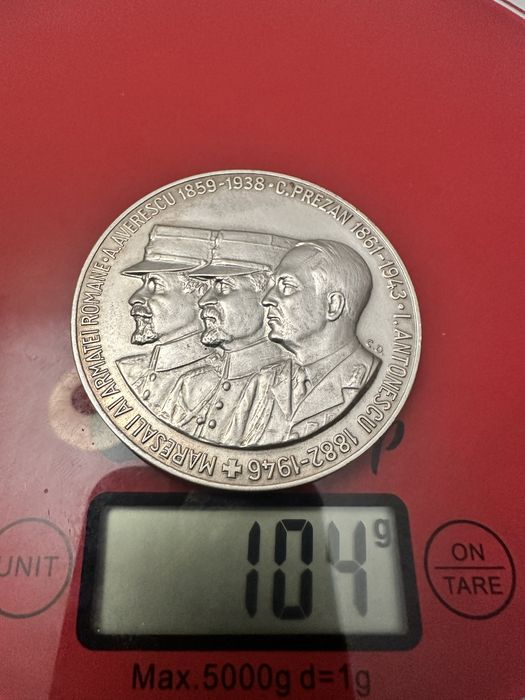 MARESALI AI ARMATEI ROMANE · A. AVERESCU 1859-1938 · C. PREZAN 1861-1943 · I. ANTONESCU 1882-1946
UNIT
104 g
ON
TARE
Max.5000g d=1g